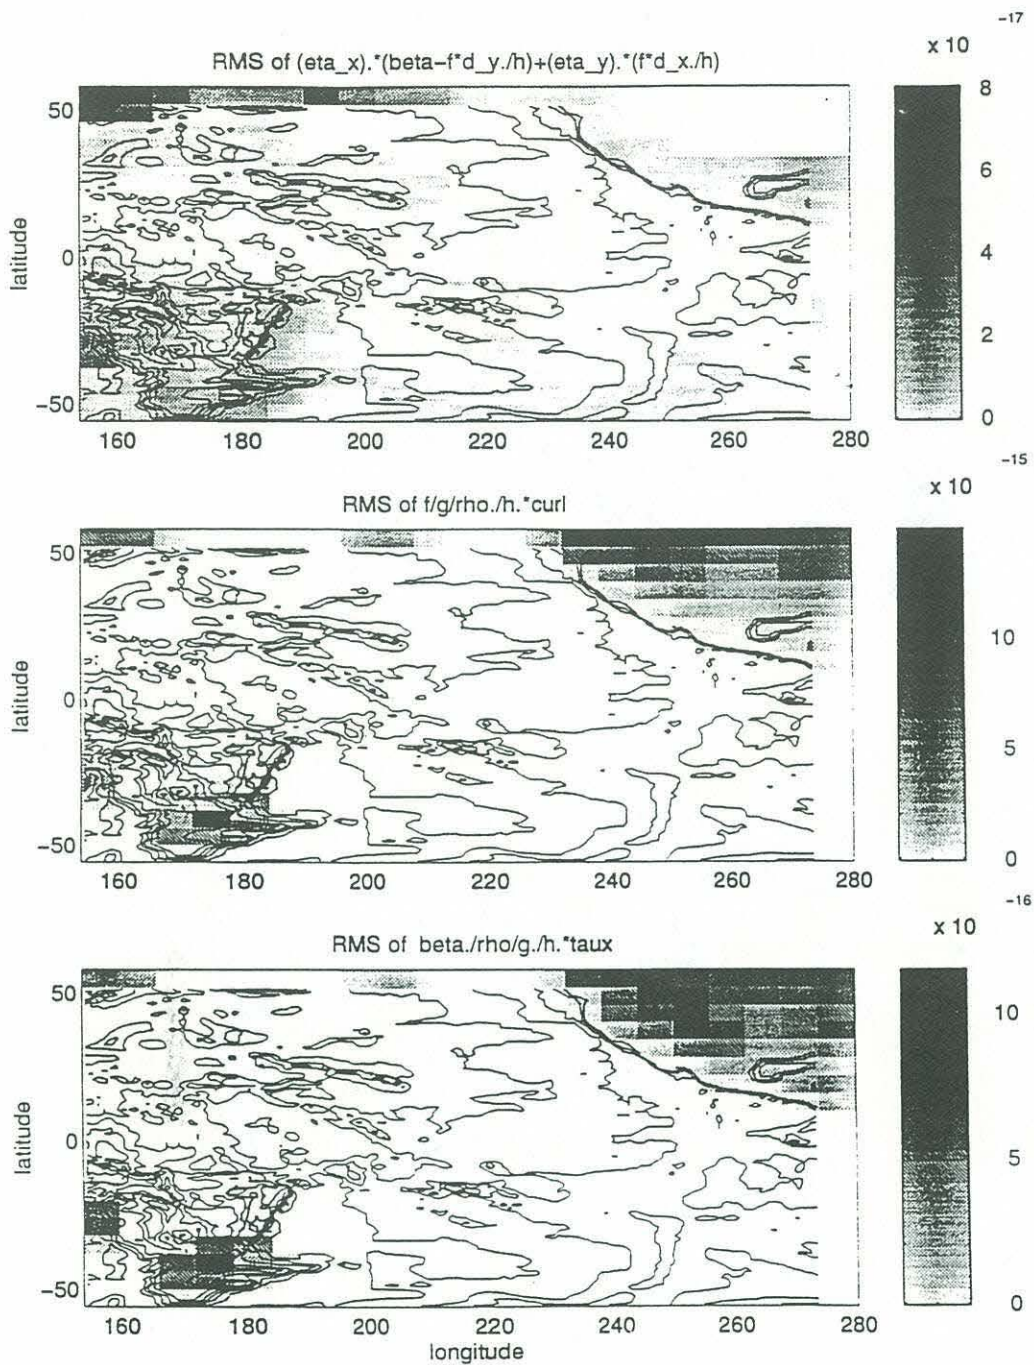 -17
x 10
RMS of (eta_x).*(beta-f*d_y./h)+(eta_y).*(f*d_x./h)
50
0
-50
latitude
160 180 200 220 240 260 280
8
6
4
2
0
-15
x 10
RMS of f/g/rho./h.*curl
50
0
-50
latitude
160 180 200 220 240 260 280
10
5
0
-16
x 10
RMS of beta./rho/g./h.*taux
50
0
-50
latitude
160 180 200 220 240 260 280
longitude
10
5
0